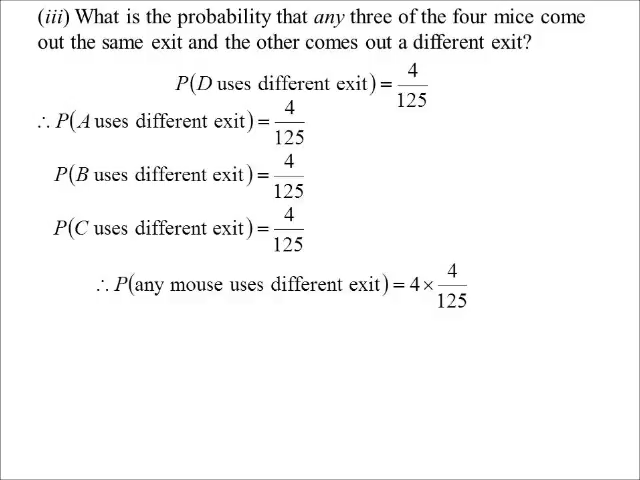 (iii) What is the probability that any three of the four mice come
out the same exit and the other comes out a different exit?
P(D uses different exit) = 4/125
∴ P(A uses different exit) = 4/125
P(B uses different exit) = 4/125
P(C uses different exit) = 4/125
∴ P(any mouse uses different exit) = 4 × 4/125